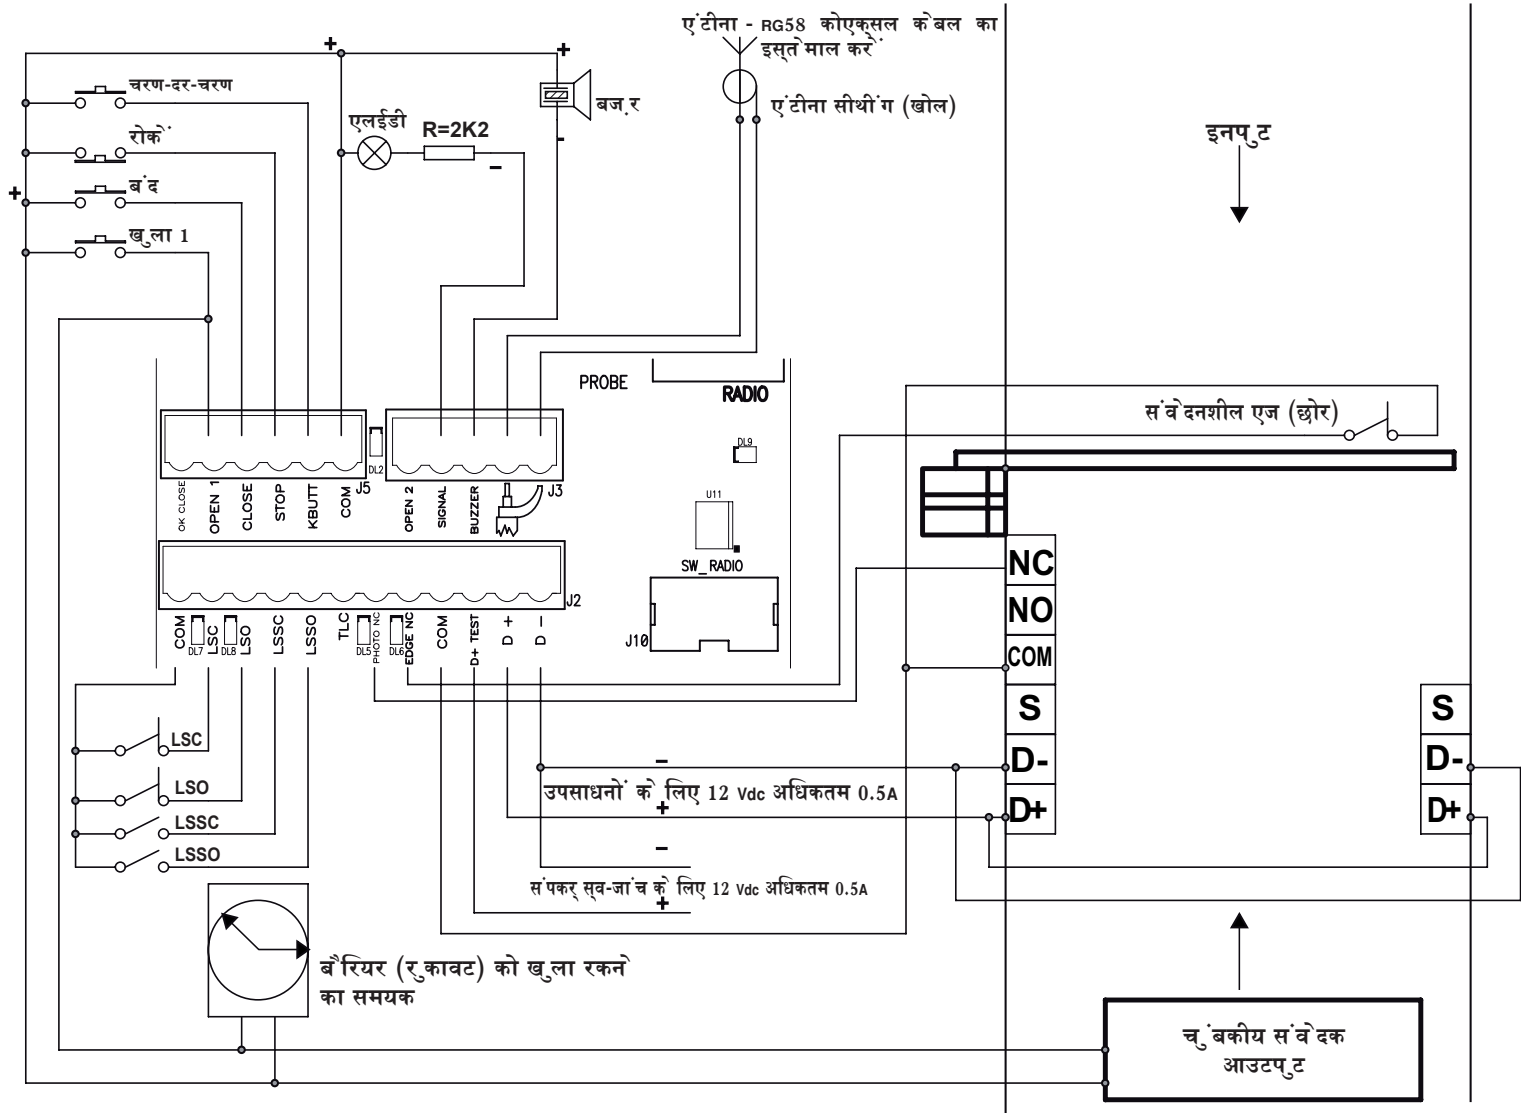 एंटीना - RG58 कोएक्सल केबल का
इस्तेमाल करें
+
+
चरण-दर-चरण
बज़र
एंटीना सीथींग (खोल)
एलईडी
R=2K2
रोकें
-
-
इनपुट
+
बंद
खुला 1
PROBE
RADIO
संवेदनशील एज (छोर)
DL9
DL2
J5
J3
OK CLOSE
OPEN 1
CLOSE
STOP
KBUTT
COM
OPEN 2
SIGNAL
BUZZER
U11
SW_RADIO
NC
NO
COM
S
D-
D+
J2
J10
COM
DL7
LSC
DL8
LSO
LSSC
LSSO
TLC
DL5
PHOTO NC
DL6
EDGE NC
COM
D+ TEST
D +
D -
S
D-
D+
LSC
LSO
LSSC
LSSO
-
उपसाधनों के लिए 12 Vdc अधिकतम 0.5A
+
-
संपकर् स्व-जांच के लिए 12 Vdc अधिकतम 0.5A
+
बैरियर (रुकावट) को खुला रकने
का समयक
चुंबकीय संवेदक
आउटपुट